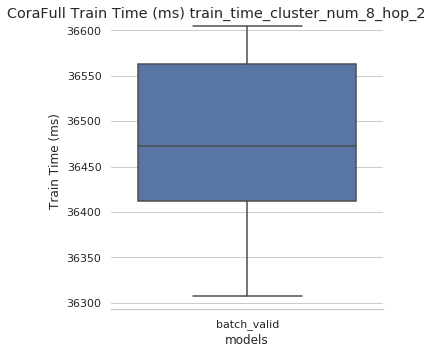 CoraFull Train Time (ms) train_time_cluster_num_8_hop_2
36600
36550
36500
36450
36400
36350
36300
Train Time (ms)
batch_valid
models